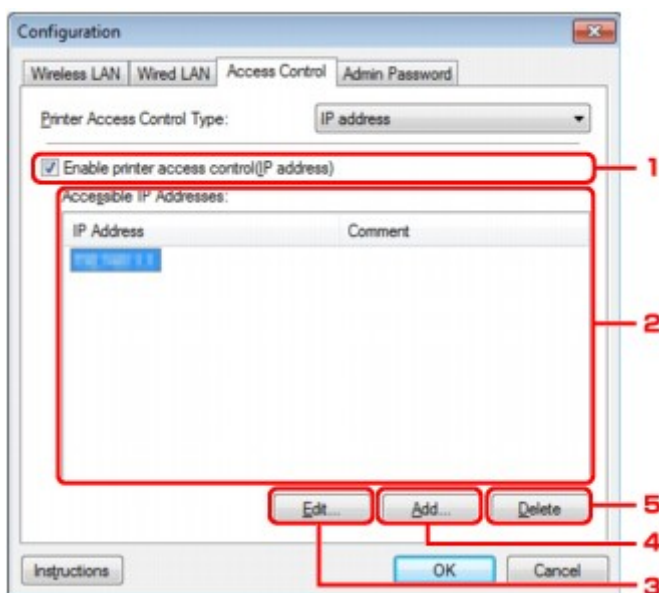 Configuration
Wireless LAN Wired LAN Access Control Admin Password
Printer Access Control Type: IP address
Enable printer access control(IP address) 1
Accessible IP Addresses:
IP Address Comment
2
Edit... Add... Delete 5
4
Instructions OK Cancel
3